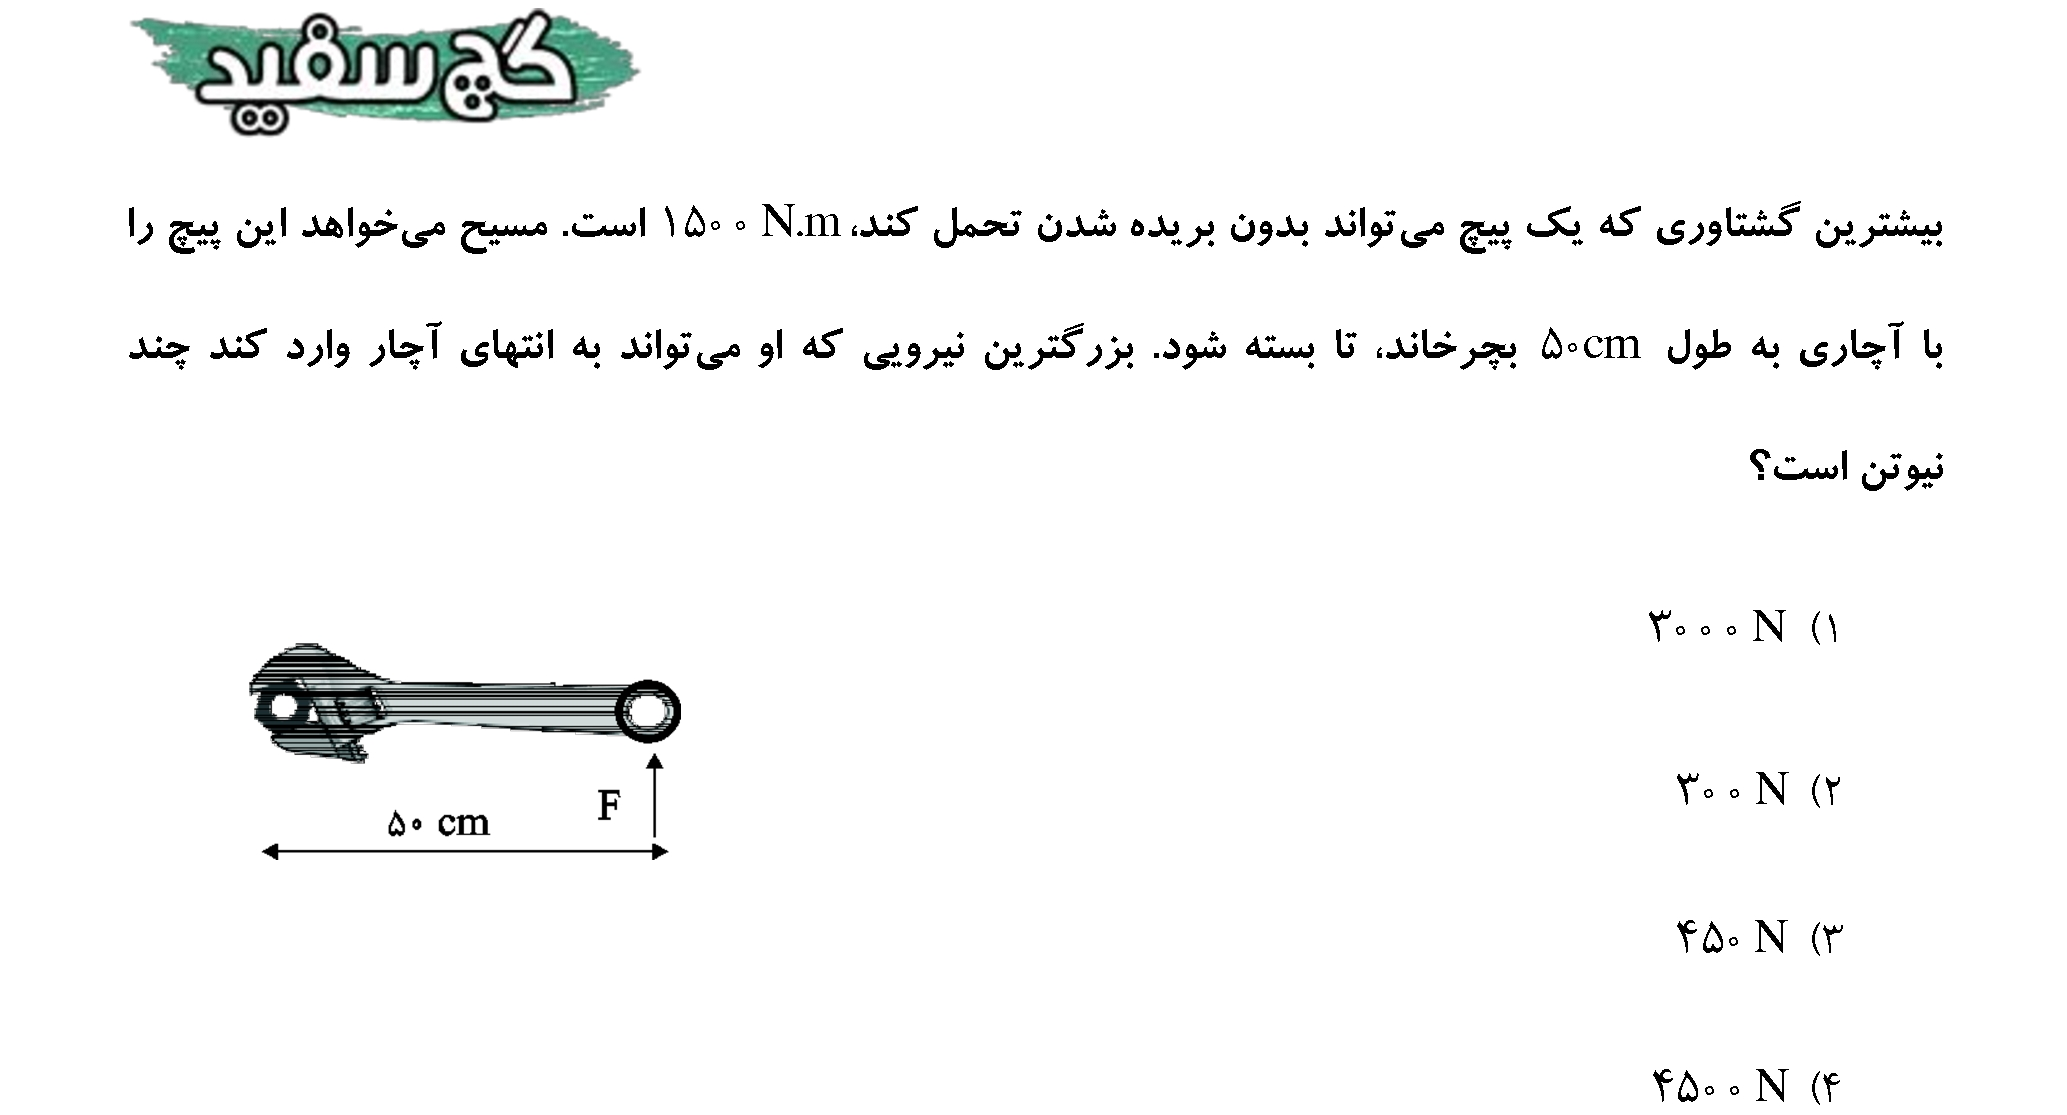 گچ سفید
بیشترین گشتاوری که یک پیچ می‌تواند بدون بریده شدن تحمل کند، ۱۵۰۰ N.m است. مسیح می‌خواهد این پیچ را
با آچاری به طول ۵۰cm بچرخاند، تا بسته شود. بزرگترین نیرویی که او می‌تواند به انتهای آچار وارد کند چند
نیوتن است؟
۱) ۳۰۰۰ N
۲) ۳۰۰ N
۳) ۴۵۰ N
۴) ۴۵۰۰ N
F
۵۰ cm